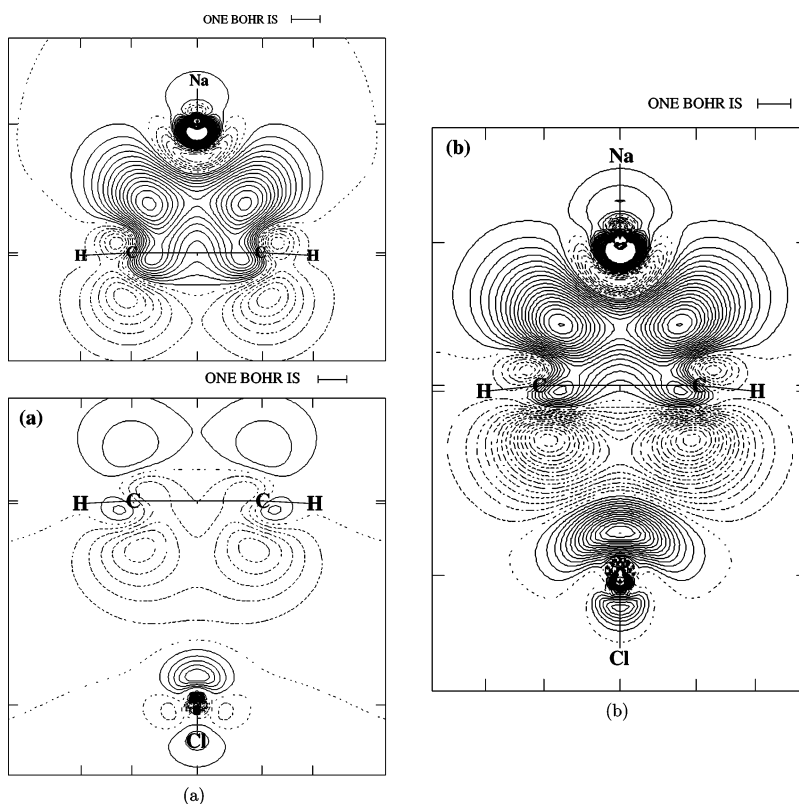 ONE BOHR IS
Na
H C C H
ONE BOHR IS
(a)
H C C H
Cl
(a)
ONE BOHR IS
(b)
Na
H C C H
Cl
(b)